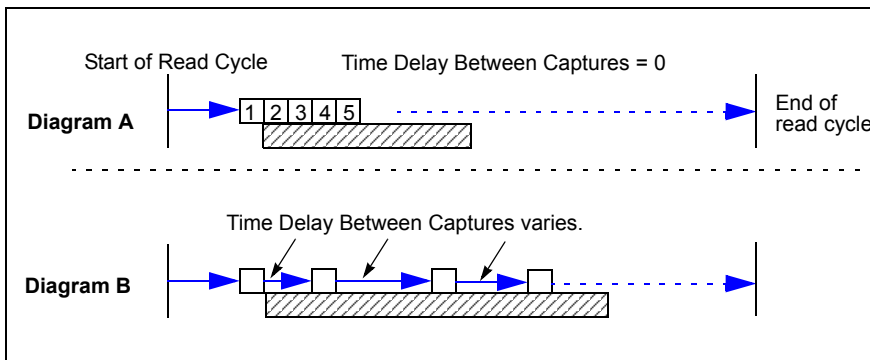 Start of Read Cycle
Time Delay Between Captures = 0
Diagram A
1 2 3 4 5
End of
read cycle
Time Delay Between Captures varies.
Diagram B